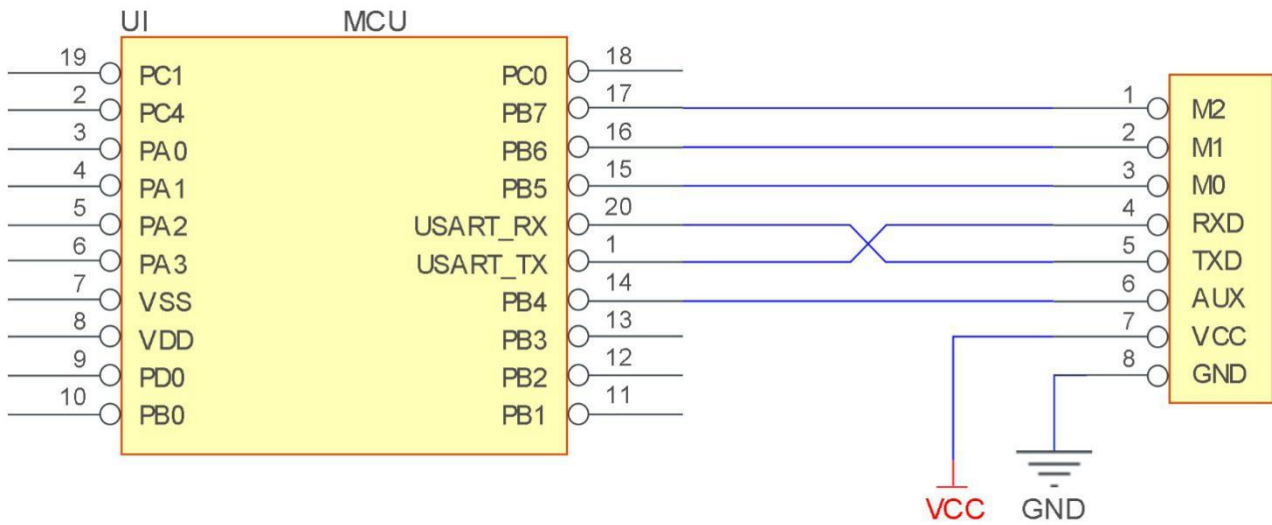 UI MCU
19 PC1 PC0 18
2 PC4 PB7 17 1 M2
3 PA0 PB6 16 2 M1
4 PA1 PB5 15 3 M0
5 PA2 USART_RX 20 4 RXD
6 PA3 USART_TX 1 5 TXD
7 VSS PB4 14 6 AUX
8 VDD PB3 13 7 VCC
9 PD0 PB2 12 8 GND
10 PB0 PB1 11
VCC GND